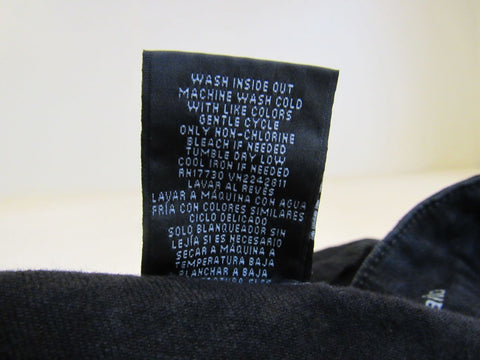 WASH INSIDE OUT
MACHINE WASH COLD
WITH LIKE COLORS
GENTLE CYCLE
ONLY NON-CHLORINE
BLEACH IF NEEDED
TUMBLE DRY LOW
COOL IRON IF NEEDED
RN17730 VN2242811
LAVAR AL REVES
LAVAR A MAQUINA CON AGUA
FRÍA CON COLORES SIMILARES
CICLO DELICADO
SOLO BLANQUEADOR SIN
LEJÍA SI ES NECESARIO
SECAR A MAQUINA A
TEMPERATURA BAJA
PLANCHAR A BAJA